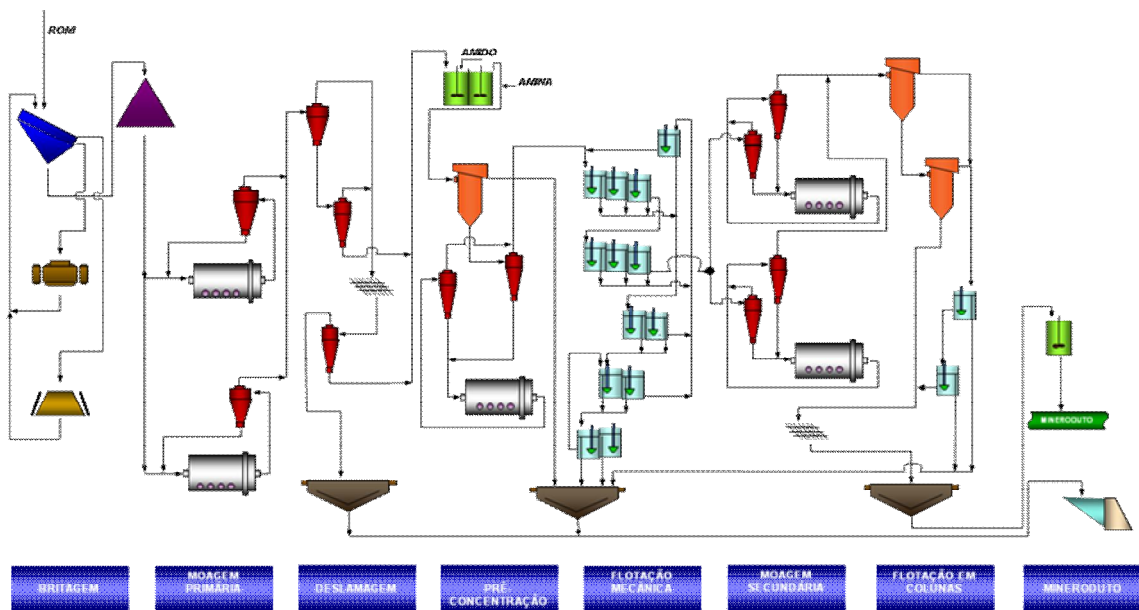 ROM
AMIDO
AMINA
MINERODUTO
BRITAGEM
MOAGEM
PRIMÁRIA
DESLAMAGEM
PRÉ
CONCENTRAÇÃO
FLOTAÇÃO
MECÂNICA
MOAGEM
SECUNDÁRIA
FLOTAÇÃO EM
COLUNAS
MINERODUTO